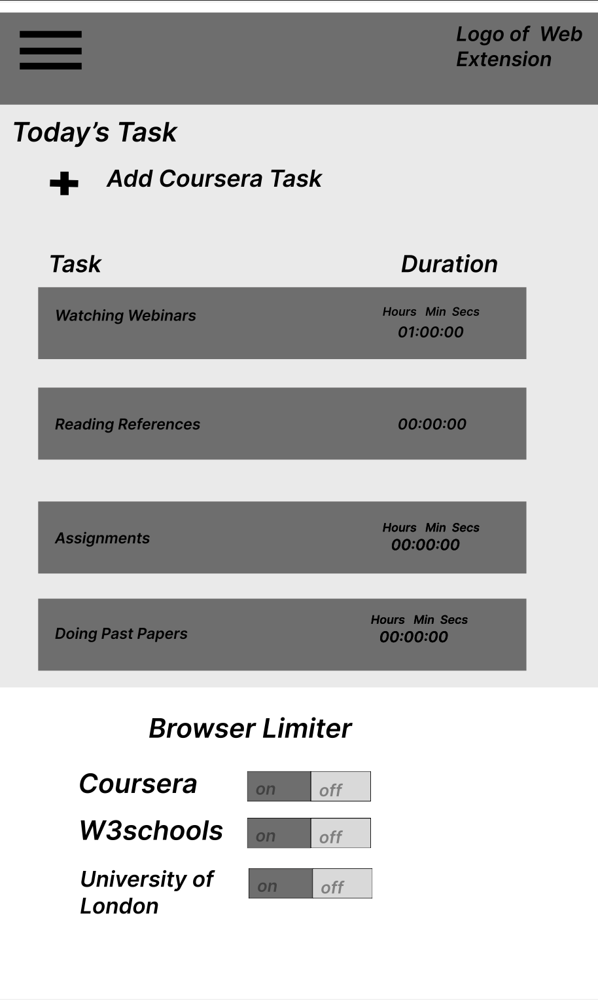 Logo of Web
Extension
Today’s Task
Add Coursera Task
Task Duration
Watching Webinars
Hours Min Secs
01:00:00
Reading References 00:00:00
Hours Min Secs
Assignments
00:00:00
Hours Min Secs
Doing Past Papers
00:00:00
Browser Limiter
Coursera on off
W3schools on off
University of
London
on off